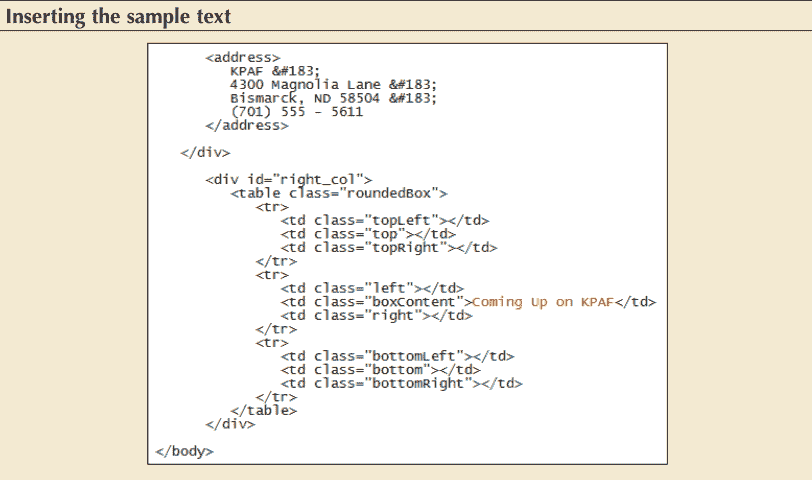 Inserting the sample text
<address>
KPAF &#183;
4300 Magnolia Lane &#183;
Bismarck, ND 58504 &#183;
(701) 555 - 5611
</address>
</div>
<div id="right_col">
<table class="roundedBox">
<tr>
<td class="topLeft"></td>
<td class="top"></td>
<td class="topRight"></td>
</tr>
<tr>
<td class="left"></td>
<td class="boxContent">Coming Up on KPAF</td>
<td class="right"></td>
</tr>
<tr>
<td class="bottomLeft"></td>
<td class="bottom"></td>
<td class="bottomRight"></td>
</tr>
</table>
</div>
</body>